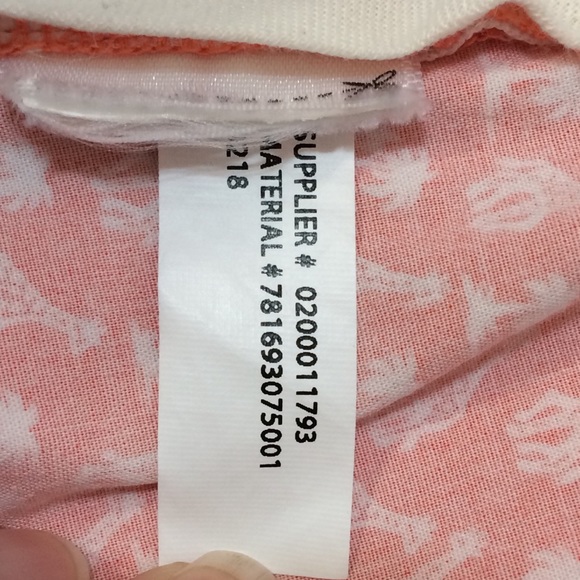 SUPPLIER # 0200011793
MATERIAL # 781693075001
218